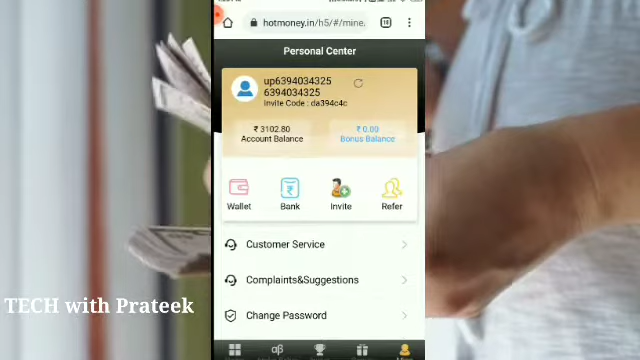 hotmoney.in/h5/#/mine.
Personal Center
up6394034325
6394034325
Invite Code : da394c4c
₹ 3102.80
₹ 0.00
Account Balance
Bonus Balance
Wallet
Bank
Invite
Refer
Customer Service
Complaints&Suggestions
TECH with Prateek
Change Password
αβ